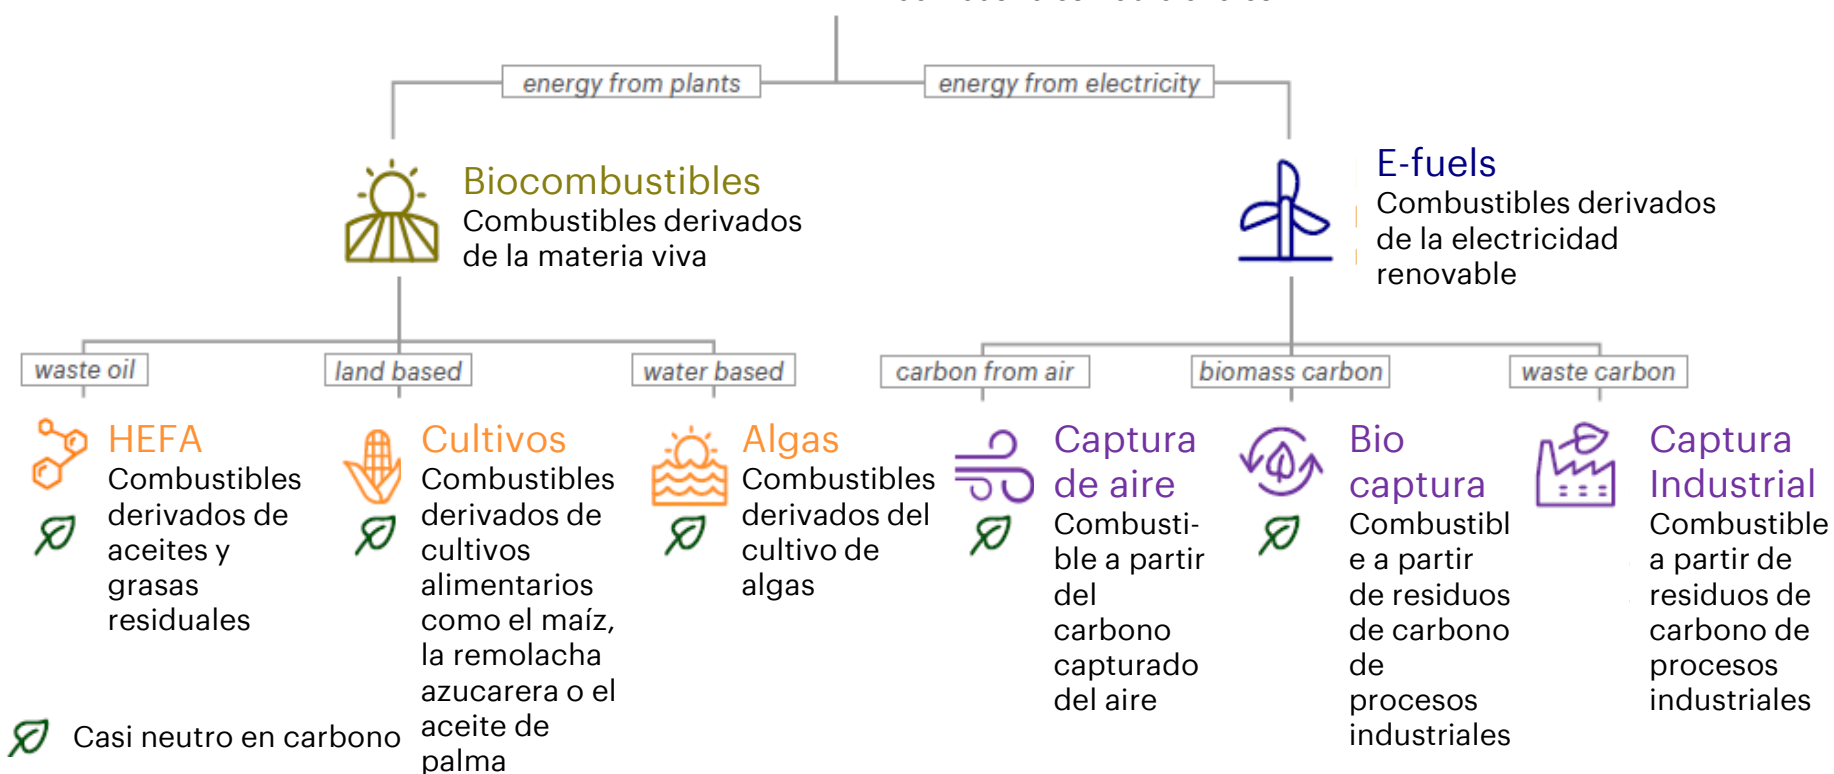 energy from plants
energy from electricity
Biocombustibles
Combustibles derivados
de la materia viva
E-fuels
Combustibles derivados
de la electricidad
renovable
waste oil
land based
water based
carbon from air
biomass carbon
waste carbon
HEFA
Combustibles
derivados de
aceites y
grasas
residuales
Cultivos
Combustibles
derivados de
cultivos
alimentarios
como el maíz,
la remolacha
azucarera o el
aceite de
palma
Algas
Combustibles
derivados del
cultivo de
algas
Captura
de aire
Combusti-
ble a partir
del
carbono
capturado
del aire
Bio
captura
Combustibl
e a partir
de residuos
de carbono
de
procesos
industriales
Captura
Industrial
Combustible
a partir de
residuos de
carbono de
procesos
industriales
Casi neutro en carbono